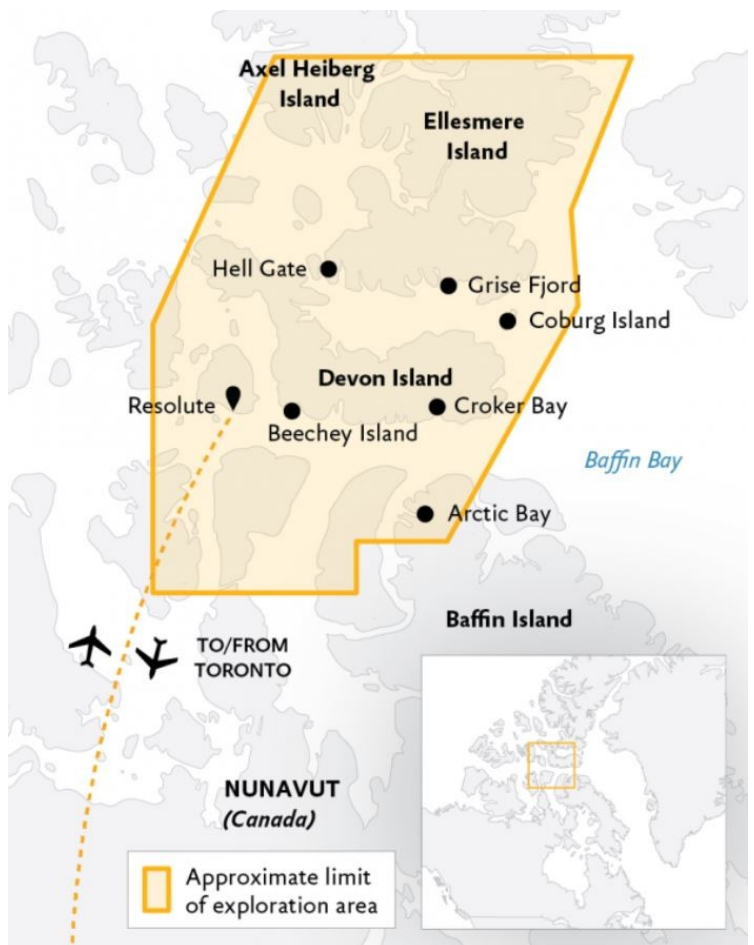 Axel Heiberg
Island
Ellesmere
Island
Hell Gate
Grise Fjord
Coburg Island
Devon Island
Resolute
Croker Bay
Beechey Island
Baffin Bay
Arctic Bay
Baffin Island
TO/FROM
TORONTO
NUNAVUT
(Canada)
Approximate limit
of exploration area